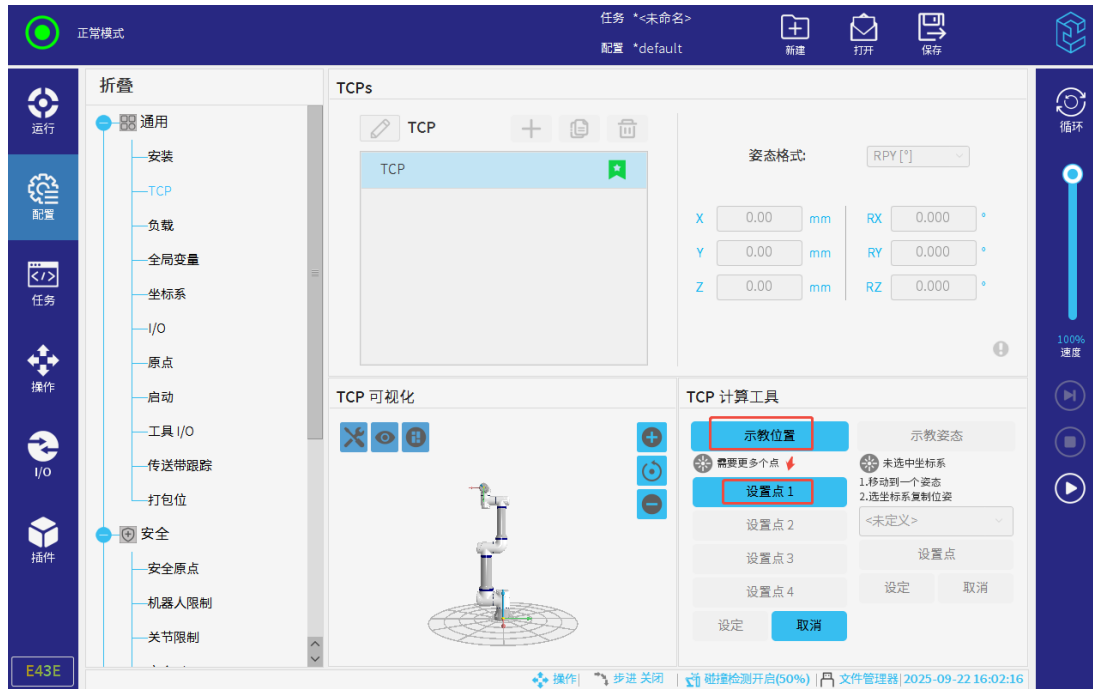 正常模式
任务 *<未命名>
配置 *default
新建
打开
保存
运行
配置
任务
操作
I/O
插件
E43E
折叠
通用
安装
TCP
负载
全局变量
坐标系
I/O
原点
启动
工具 I/O
传送带跟踪
打包位
安全
安全原点
机器人限制
关节限制
TCPs
TCP
TCP
姿态格式:
RPY [°]
X 0.00 mm RX 0.000 °
Y 0.00 mm RY 0.000 °
Z 0.00 mm RZ 0.000 °
TCP 可视化
TCP 计算工具
示教位置
需要更多个点
设置点 1
设置点 2
设置点 3
设置点 4
设定 取消
示教姿态
未选中坐标系
1.移动到一个姿态
2.选坐标系复制位姿
<未定义>
设置点
设定 取消
循环
100%
速度
操作| 步进 关闭 | 碰撞检测开启(50%) | 文件管理器| 2025-09-22 16:02:16